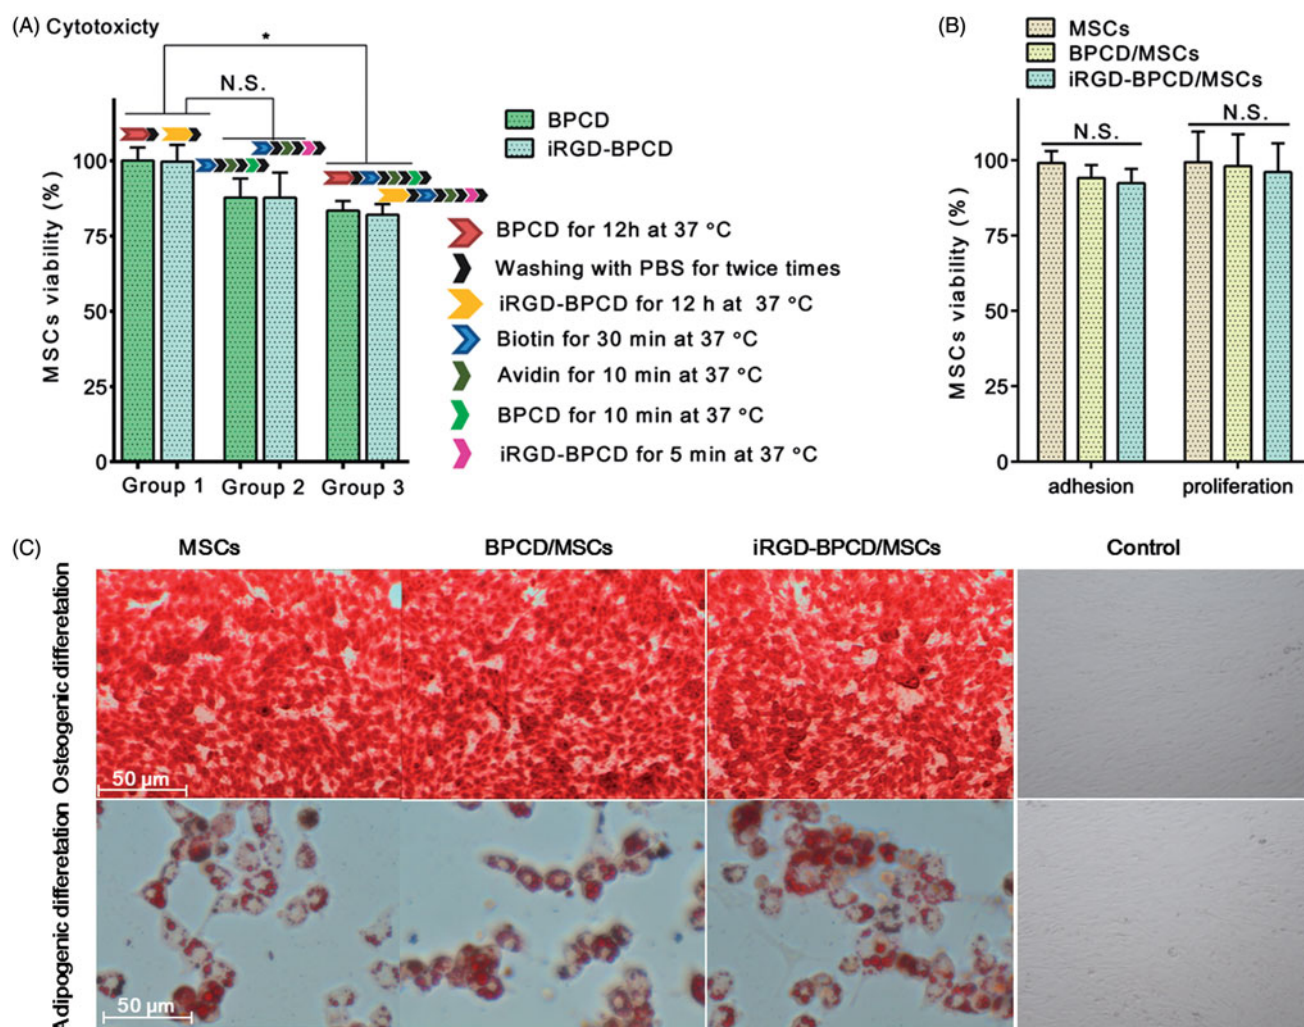 (A) Cytotoxicty
*
N.S.
BPCD
iRGD-BPCD
MSCs viability (%)
100
75
50
25
0
Group 1
Group 2
Group 3
BPCD for 12h at 37 °C
Washing with PBS for twice times
iRGD-BPCD for 12 h at 37 °C
Biotin for 30 min at 37 °C
Avidin for 10 min at 37 °C
BPCD for 10 min at 37 °C
iRGD-BPCD for 5 min at 37 °C
(B)
MSCs
BPCD/MSCs
iRGD-BPCD/MSCs
N.S.
N.S.
MSCs viability (%)
100
75
50
25
0
adhesion
proliferation
(C)
MSCs
BPCD/MSCs
iRGD-BPCD/MSCs
Control
Osteogenic differetation
50 µm
Adipogenic differetation
50 µm